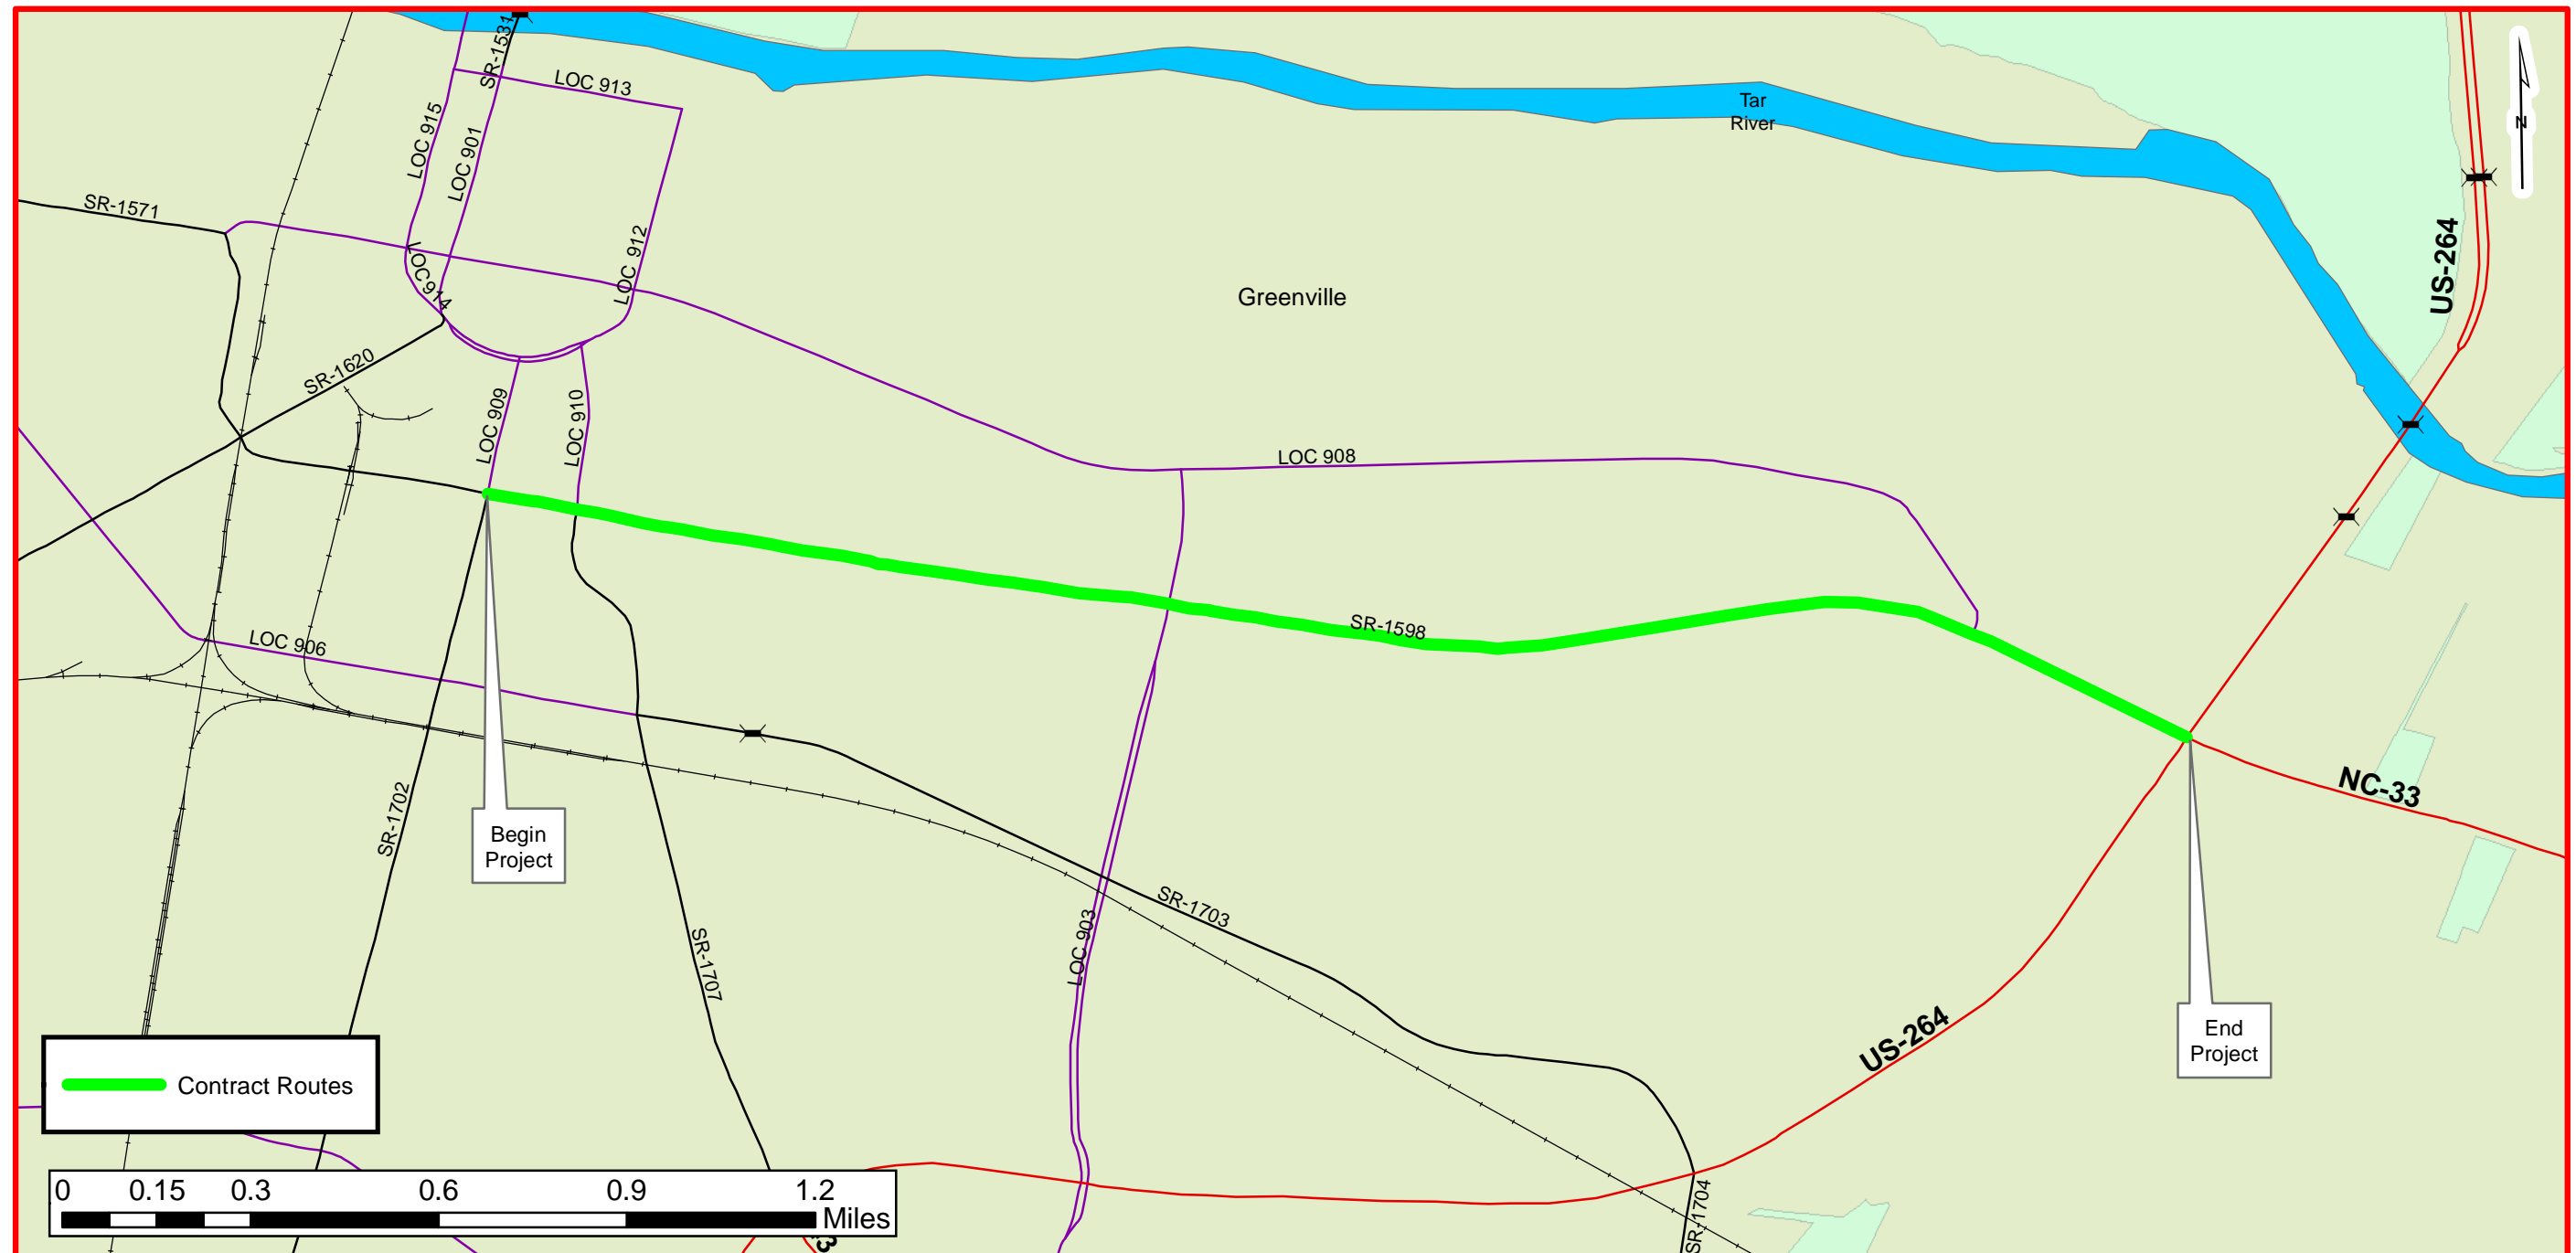 SR-1531
LOC 913
Tar
River
N
LOC 915
LOC 901
SR-1571
LOC 912
LOC 914
US-264
Greenville
SR-1620
LOC 909
LOC 910
LOC 908
SR-1598
LOC 906
NC-33
SR-1702
Begin
Project
SR-1703
LOC 903
SR-1707
US-264
End
Project
Contract Routes
0 0.15 0.3 0.6 0.9 1.2
Miles
SR-1704